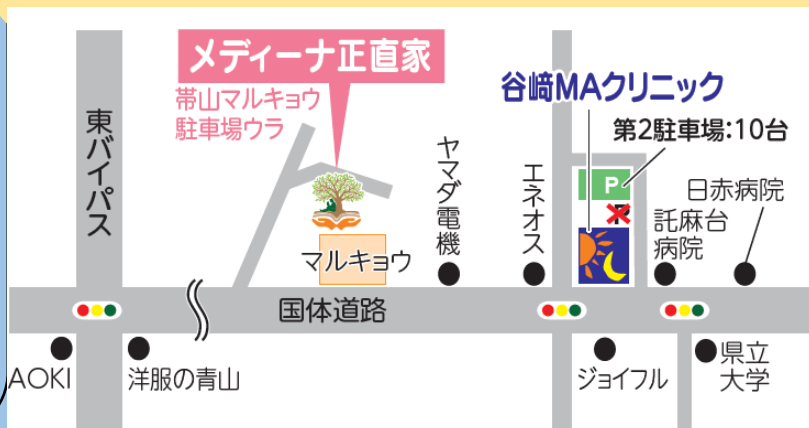 メディーナ正直家
帯山マルキョウ
駐車場ウラ
谷﨑MAクリニック
第2駐車場:10台
東バイパス
ヤマダ電機
エネオス
P
P
日赤病院
託麻台
病院
マルキョウ
国体道路
AOKI
洋服の青山
ジョイフル
県立
大学